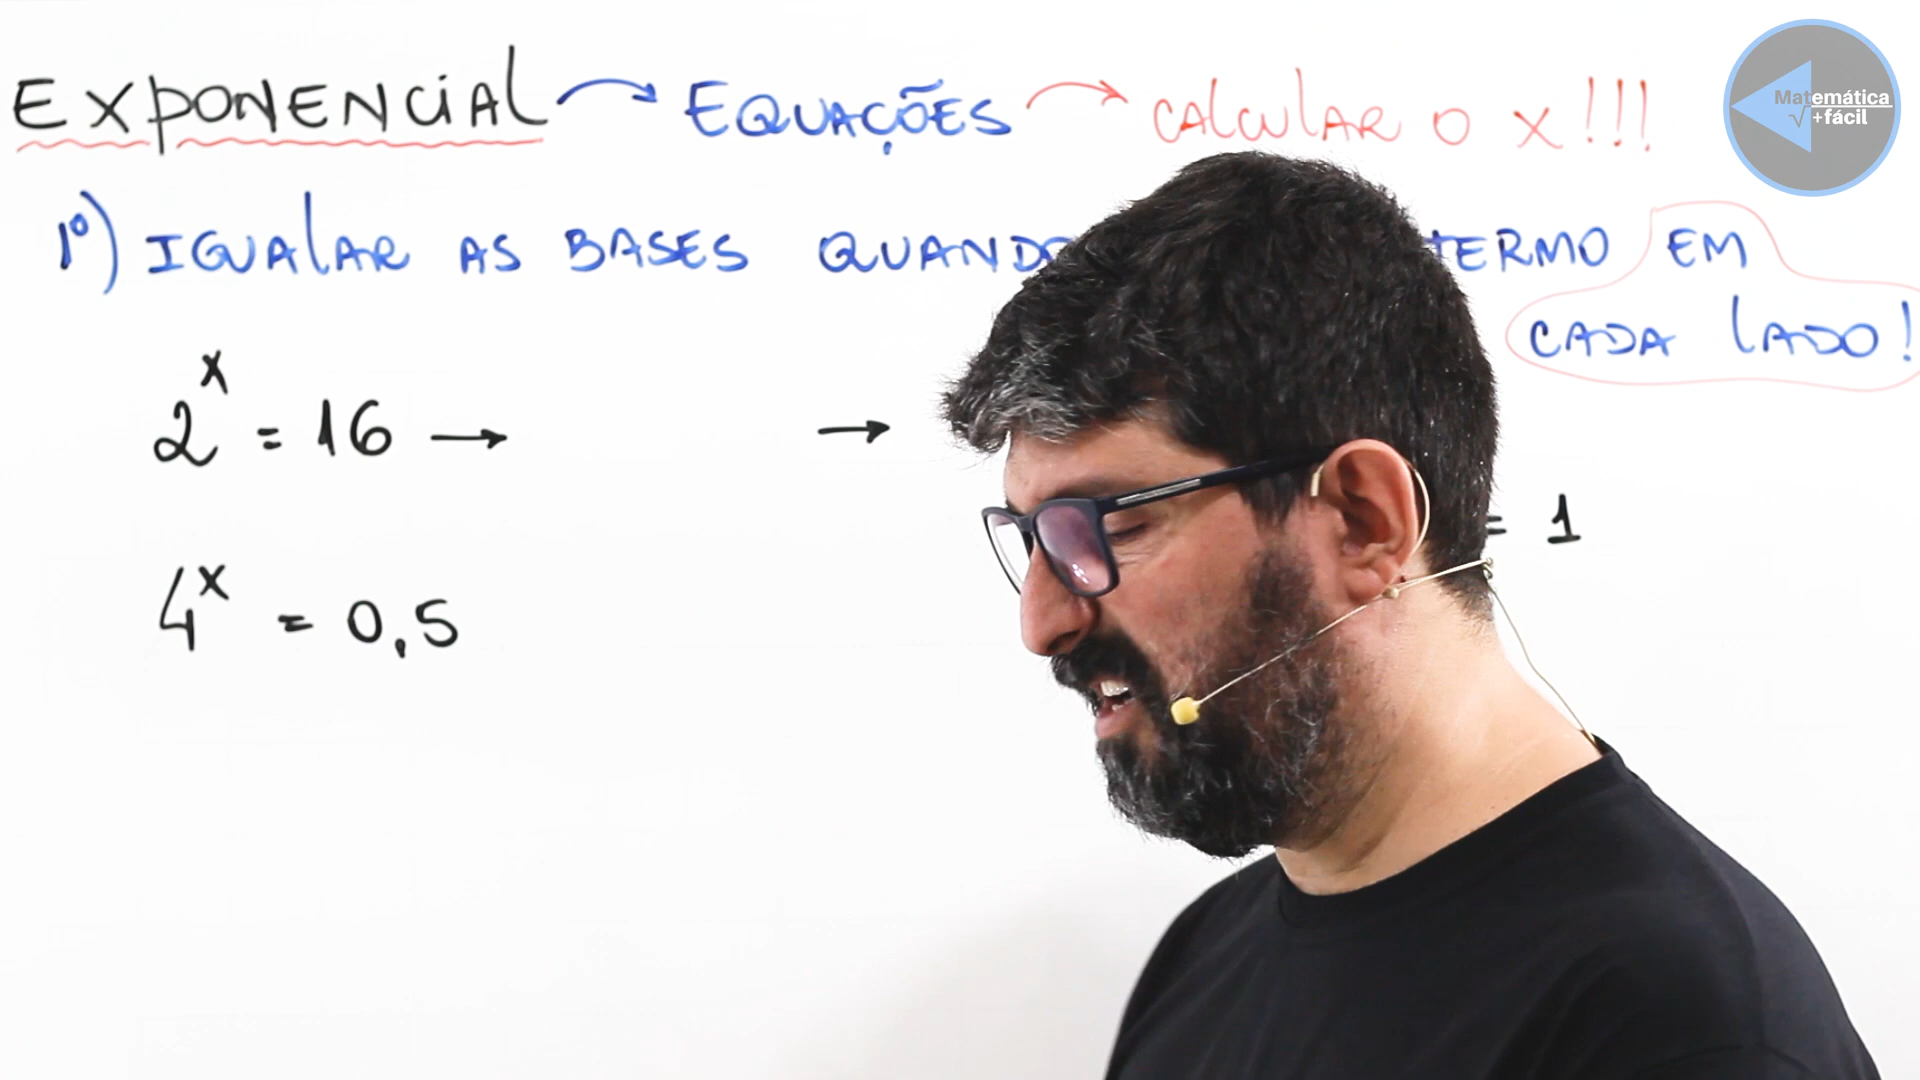 EXPONENCIAL → EQUAÇÕES → CALCULAR O X!!!
Matemática
√ +fácil
1º) IGUALAR AS BASES QUANDO TERMO EM
CADA LADO!
2^x = 16 → →
= 1
4^x = 0,5